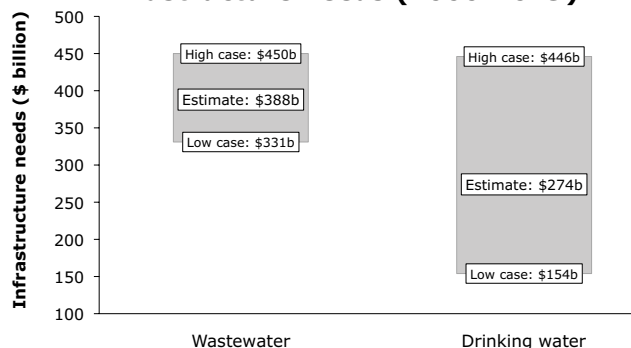 500
450
400
350
300
250
200
150
100
Infrastructure needs ($ billion)
High case: $450b
Estimate: $388b
Low case: $331b
High case: $446b
Estimate: $274b
Low case: $154b
Wastewater
Drinking water